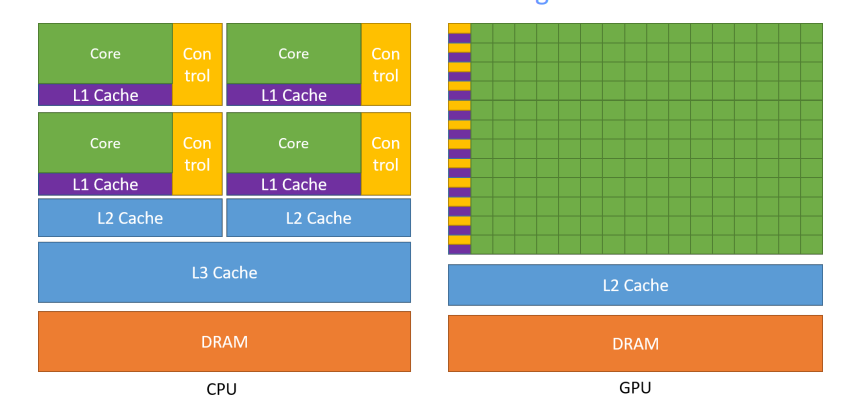 Core
Con
trol
Core
Con
trol
L1 Cache
L1 Cache
Core
Con
trol
Core
Con
trol
L1 Cache
L1 Cache
L2 Cache
L2 Cache
L3 Cache
DRAM
CPU
L2 Cache
DRAM
GPU